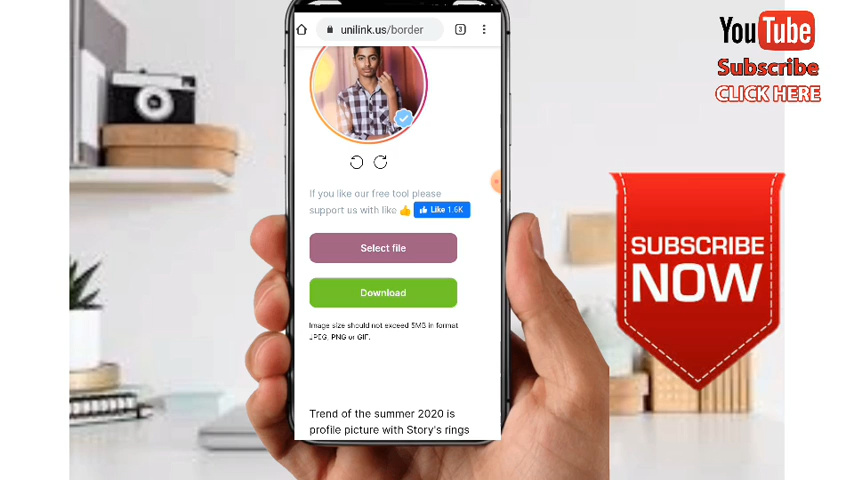 unilink.us/border
3
If you like our free tool please
support us with like 👍 Like 1.6K
Select file
Download
Image size should not exceed 5MB in format
JPEG, PNG or GIF.
Trend of the summer 2020 is
profile picture with Story's rings
YouTube
Subscribe
CLICK HERE
SUBSCRIBE
NOW